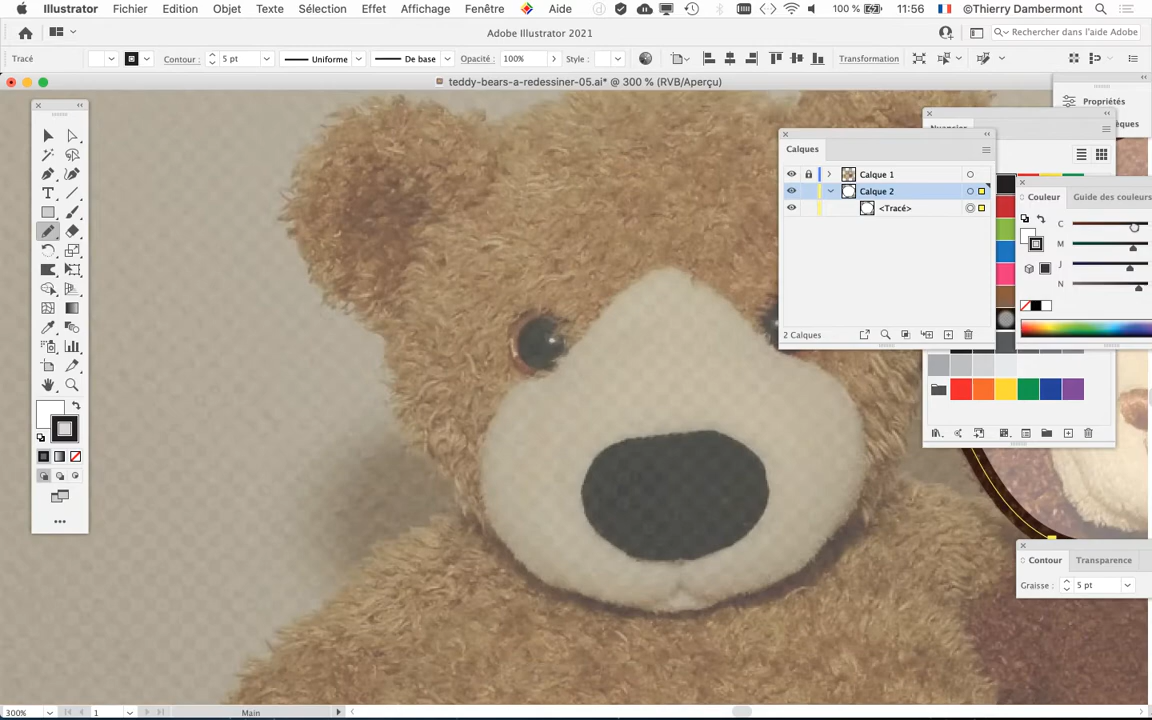 Illustrator Fichier Edition Objet Texte Sélection Effet Affichage Fenêtre Aide 100 % 11:56 ©Thierry Dambermont
Adobe Illustrator 2021
Rechercher dans l'aide Adobe
Tracé Contour : 5 pt Uniforme De base Opacité : 100% Style : Transformation
teddy-bears-a-redessiner-05.ai* @ 300 % (RVB/Aperçu)
Propriétés
Calques
Calque 1
Calque 2
<Tracé>
2 Calques
Couleur Guide des couleurs
C
M
J
N
Contour Transparence
Graisse : 5 pt
300% 1 Main